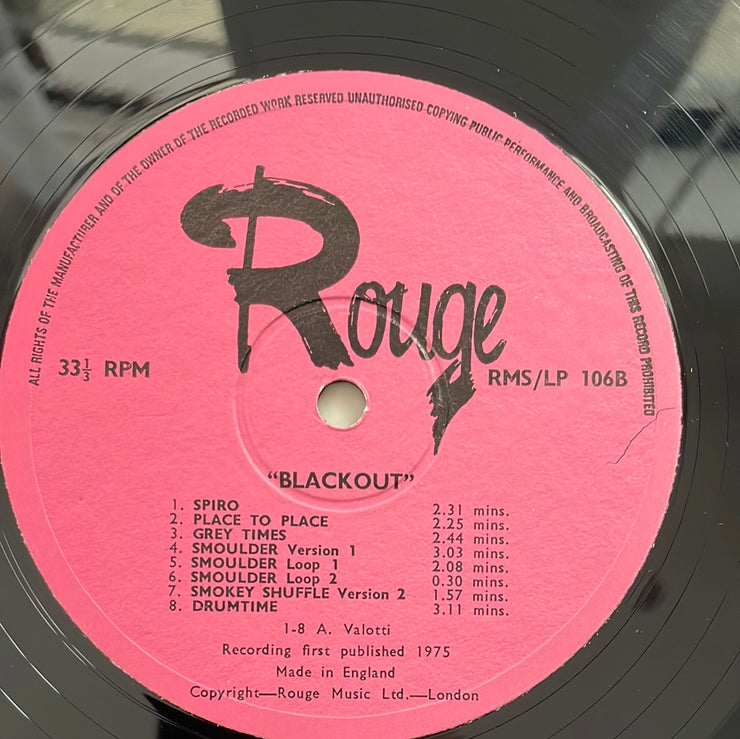 ALL RIGHTS OF THE MANUFACTURER AND OF THE OWNER OF THE RECORDED WORK RESERVED UNAUTHORISED COPYING PUBLIC PERFORMANCE AND BROADCASTING OF THIS RECORD PROHIBITED
Rouge
33⅓ RPM
RMS/LP 106B
“BLACKOUT”
1. SPIRO 2.31 mins.
2. PLACE TO PLACE 2.25 mins.
3. GREY TIMES 2.44 mins.
4. SMOULDER Version 1 3.03 mins.
5. SMOULDER Loop 1 2.08 mins.
6. SMOULDER Loop 2 0.30 mins.
7. SMOKEY SHUFFLE Version 2 1.57 mins.
8. DRUMTIME 3.11 mins.
1-8 A. Valotti
Recording first published 1975
Made in England
Copyright—Rouge Music Ltd.—London